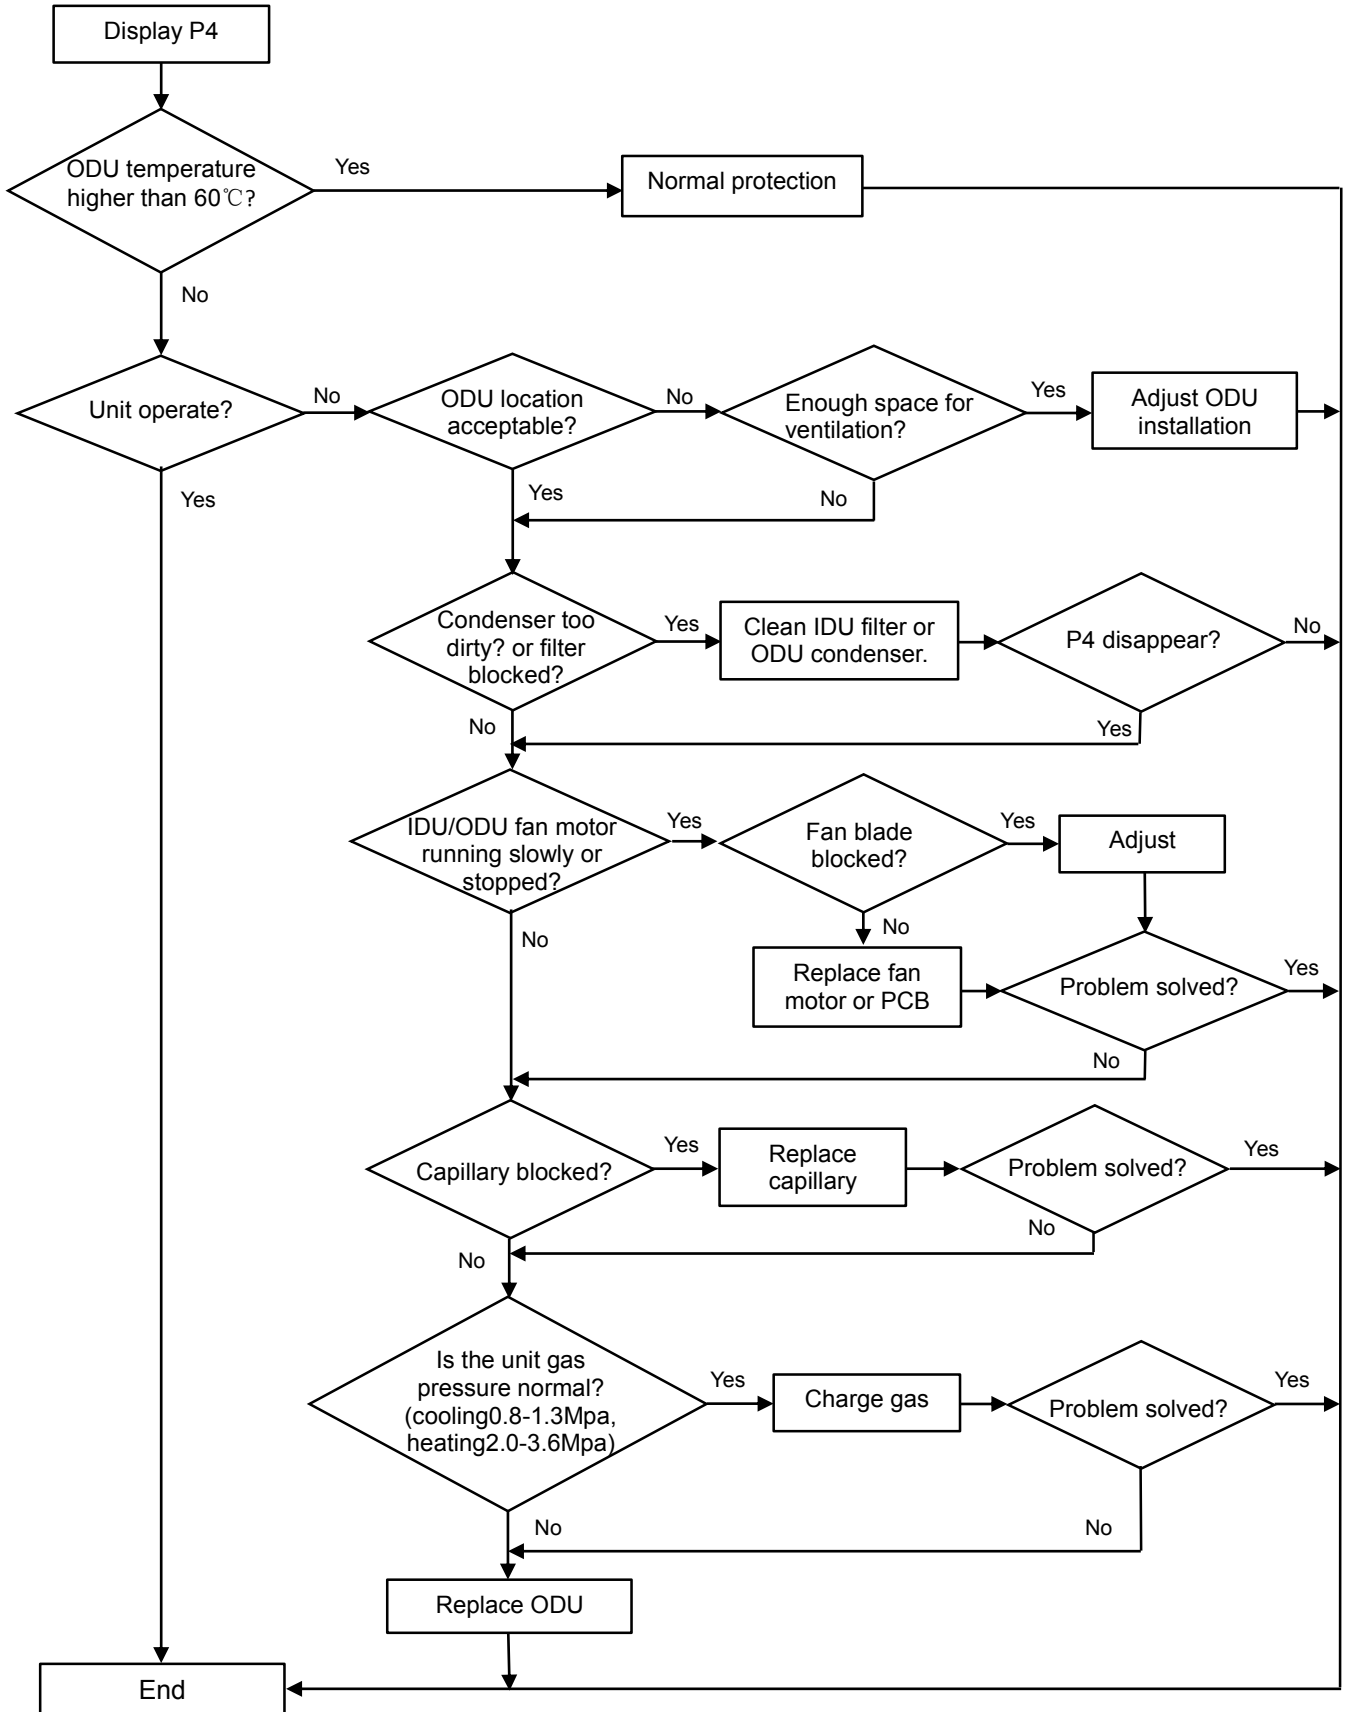 Display P4
ODU temperature
higher than 60℃?
Yes
Normal protection
No
Unit operate?
No
ODU location
acceptable?
No
Enough space for
ventilation?
Yes
Adjust ODU
installation
Yes
Yes
No
Condenser too
dirty? or filter
blocked?
Yes
Clean IDU filter or
ODU condenser.
P4 disappear?
No
No
Yes
IDU/ODU fan motor
running slowly or
stopped?
Yes
Fan blade
blocked?
Yes
Adjust
No
No
Replace fan
motor or PCB
Problem solved?
Yes
No
Capillary blocked?
Yes
Replace
capillary
Problem solved?
Yes
No
No
Is the unit gas
pressure normal?
(cooling0.8-1.3Mpa,
heating2.0-3.6Mpa)
Yes
Charge gas
Problem solved?
Yes
No
No
Replace ODU
End